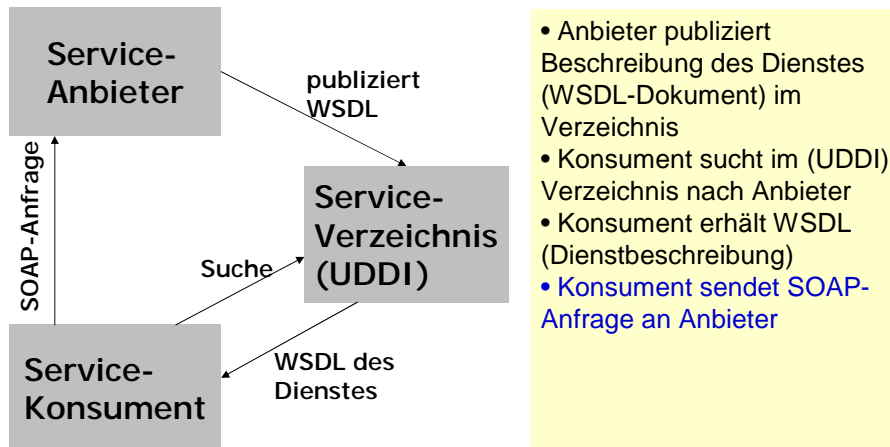 Service-
Anbieter
publiziert
WSDL
SOAP-Anfrage
Service-
Verzeichnis
(UDDI)
Suche
WSDL des
Dienstes
Service-
Konsument
• Anbieter publiziert
Beschreibung des Dienstes
(WSDL-Dokument) im
Verzeichnis
• Konsument sucht im (UDDI)
Verzeichnis nach Anbieter
• Konsument erhält WSDL
(Dienstbeschreibung)
• Konsument sendet SOAP-
Anfrage an Anbieter